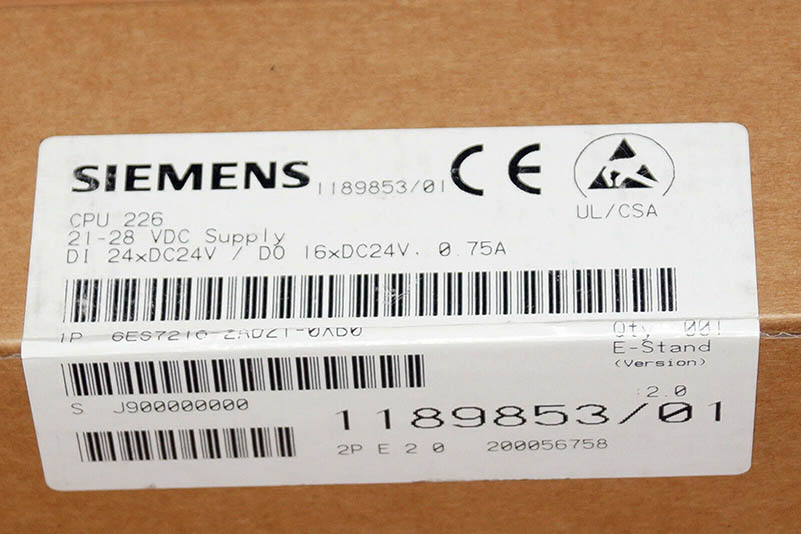 SIEMENS 1189853/01 CE
UL/CSA
CPU 226
21-28 VDC Supply
DI 24xDC24V / DO 16xDC24V, 0.75A
1P 6ES7216-2AD21-0XB0
Qty 001
E-Stand
(Version)
:2.0
S J900000000
1189853/01
2P E 2 0 200056758